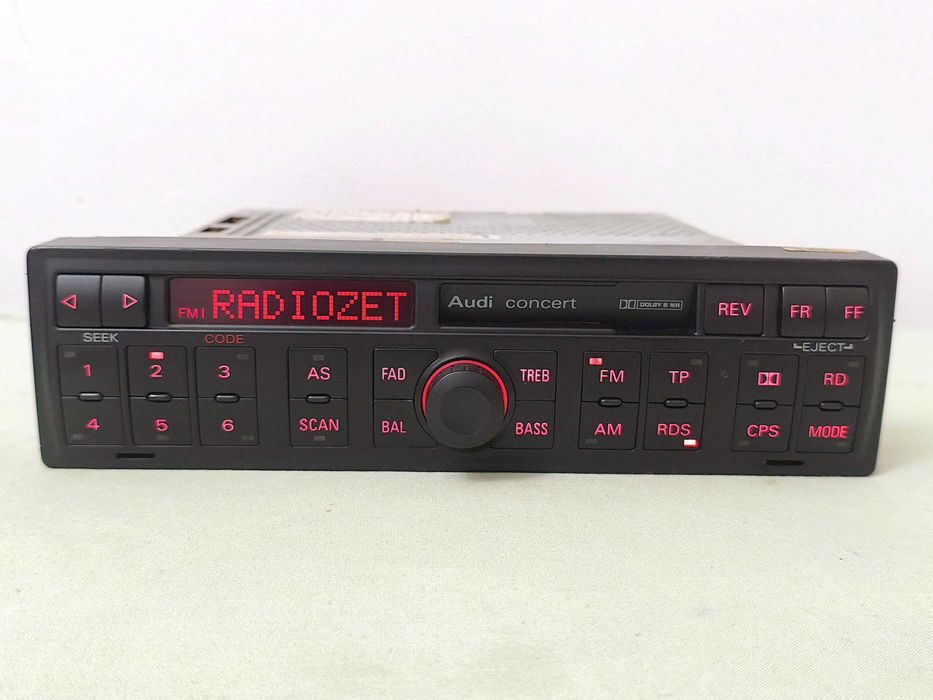 FM1 RADIOZET
Audi concert
DOLBY B NR
REV
FR
FF
SEEK
CODE
EJECT
1
2
3
AS
FAD
TREB
FM
TP
RD
4
5
6
SCAN
BAL
BASS
AM
RDS
CPS
MODE